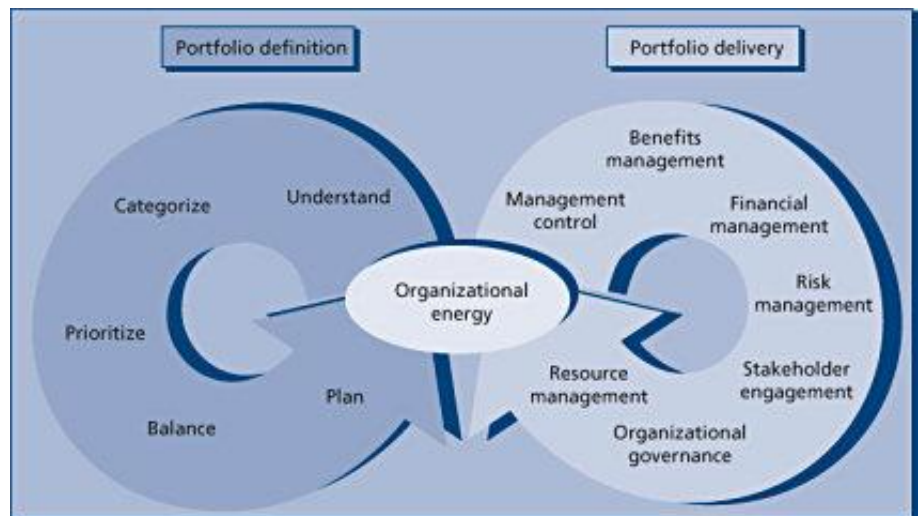 Portfolio definition
Portfolio delivery
Understand
Categorize
Prioritize
Balance
Plan
Organizational
energy
Management
control
Benefits
management
Financial
management
Risk
management
Stakeholder
engagement
Organizational
governance
Resource
management